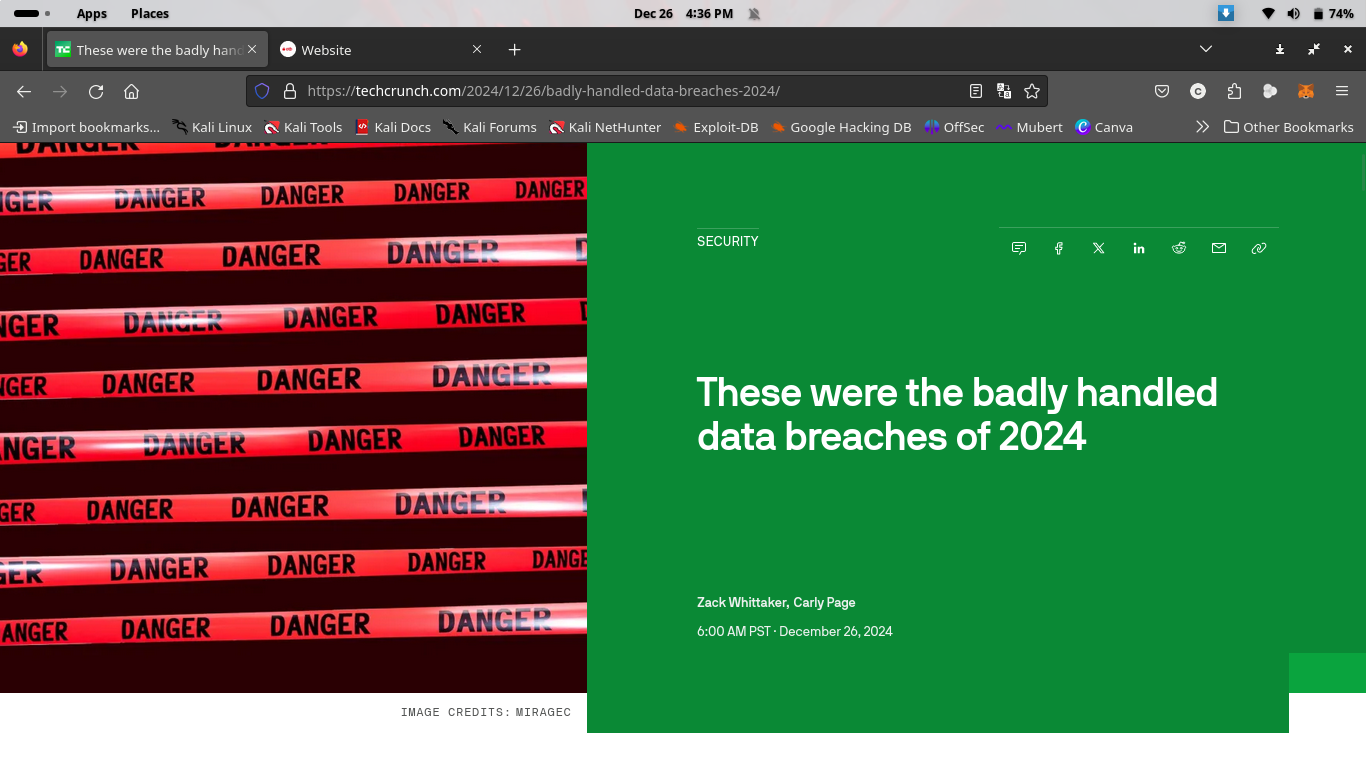 Apps Places Dec 26 4:36 PM 74%
These were the badly hand Website
https://techcrunch.com/2024/12/26/badly-handled-data-breaches-2024/
Import bookmarks... Kali Linux Kali Tools Kali Docs Kali Forums Kali NetHunter Exploit-DB Google Hacking DB OffSec Mubert Canva Other Bookmarks
DANGER DANGER
NGER DANGER DANGER DANGER DANGER
GER DANGER DANGER DANGER
NGER DANGER DANGER DANGER
NGER DANGER DANGER DANGER
ANGER DANGER DANGER DANGER
GER DANGER DANGER DANGER
GER DANGER DANGER DANGER DANGE
ANGER DANGER DANGER DANGER
SECURITY
These were the badly handled
data breaches of 2024
Zack Whittaker, Carly Page
6:00 AM PST · December 26, 2024
IMAGE CREDITS: MIRAGEC